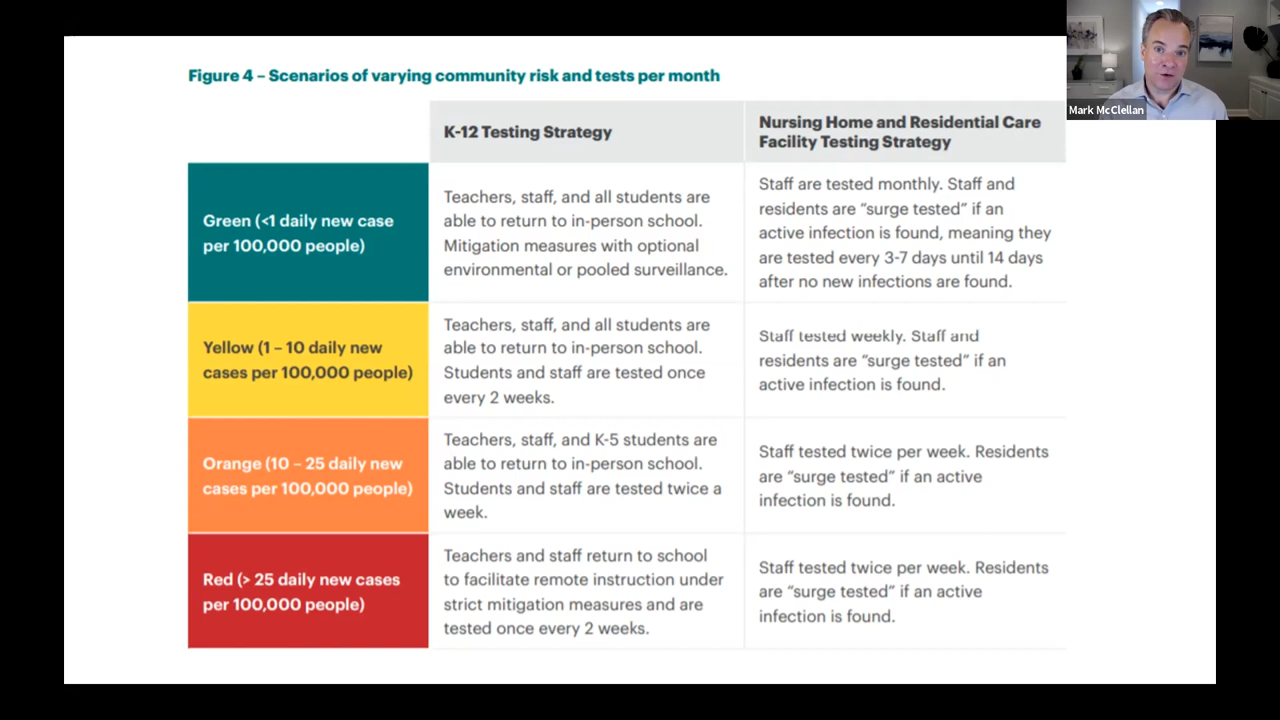 Figure 4 – Scenarios of varying community risk and tests per month
Mark McClellan
K-12 Testing Strategy
Nursing Home and Residential Care
Facility Testing Strategy
Green (<1 daily new case
per 100,000 people)
Teachers, staff, and all students are
able to return to in-person school.
Mitigation measures with optional
environmental or pooled surveillance.
Staff are tested monthly. Staff and
residents are “surge tested” if an
active infection is found, meaning they
are tested every 3-7 days until 14 days
after no new infections are found.
Yellow (1 – 10 daily new
cases per 100,000 people)
Teachers, staff, and all students are
able to return to in-person school.
Students and staff are tested once
every 2 weeks.
Staff tested weekly. Staff and
residents are “surge tested” if an
active infection is found.
Orange (10 – 25 daily new
cases per 100,000 people)
Teachers, staff, and K-5 students are
able to return to in-person school.
Students and staff are tested twice a
week.
Staff tested twice per week. Residents
are “surge tested” if an active
infection is found.
Red (> 25 daily new cases
per 100,000 people)
Teachers and staff return to school
to facilitate remote instruction under
strict mitigation measures and are
tested once every 2 weeks.
Staff tested twice per week. Residents
are “surge tested” if an active
infection is found.